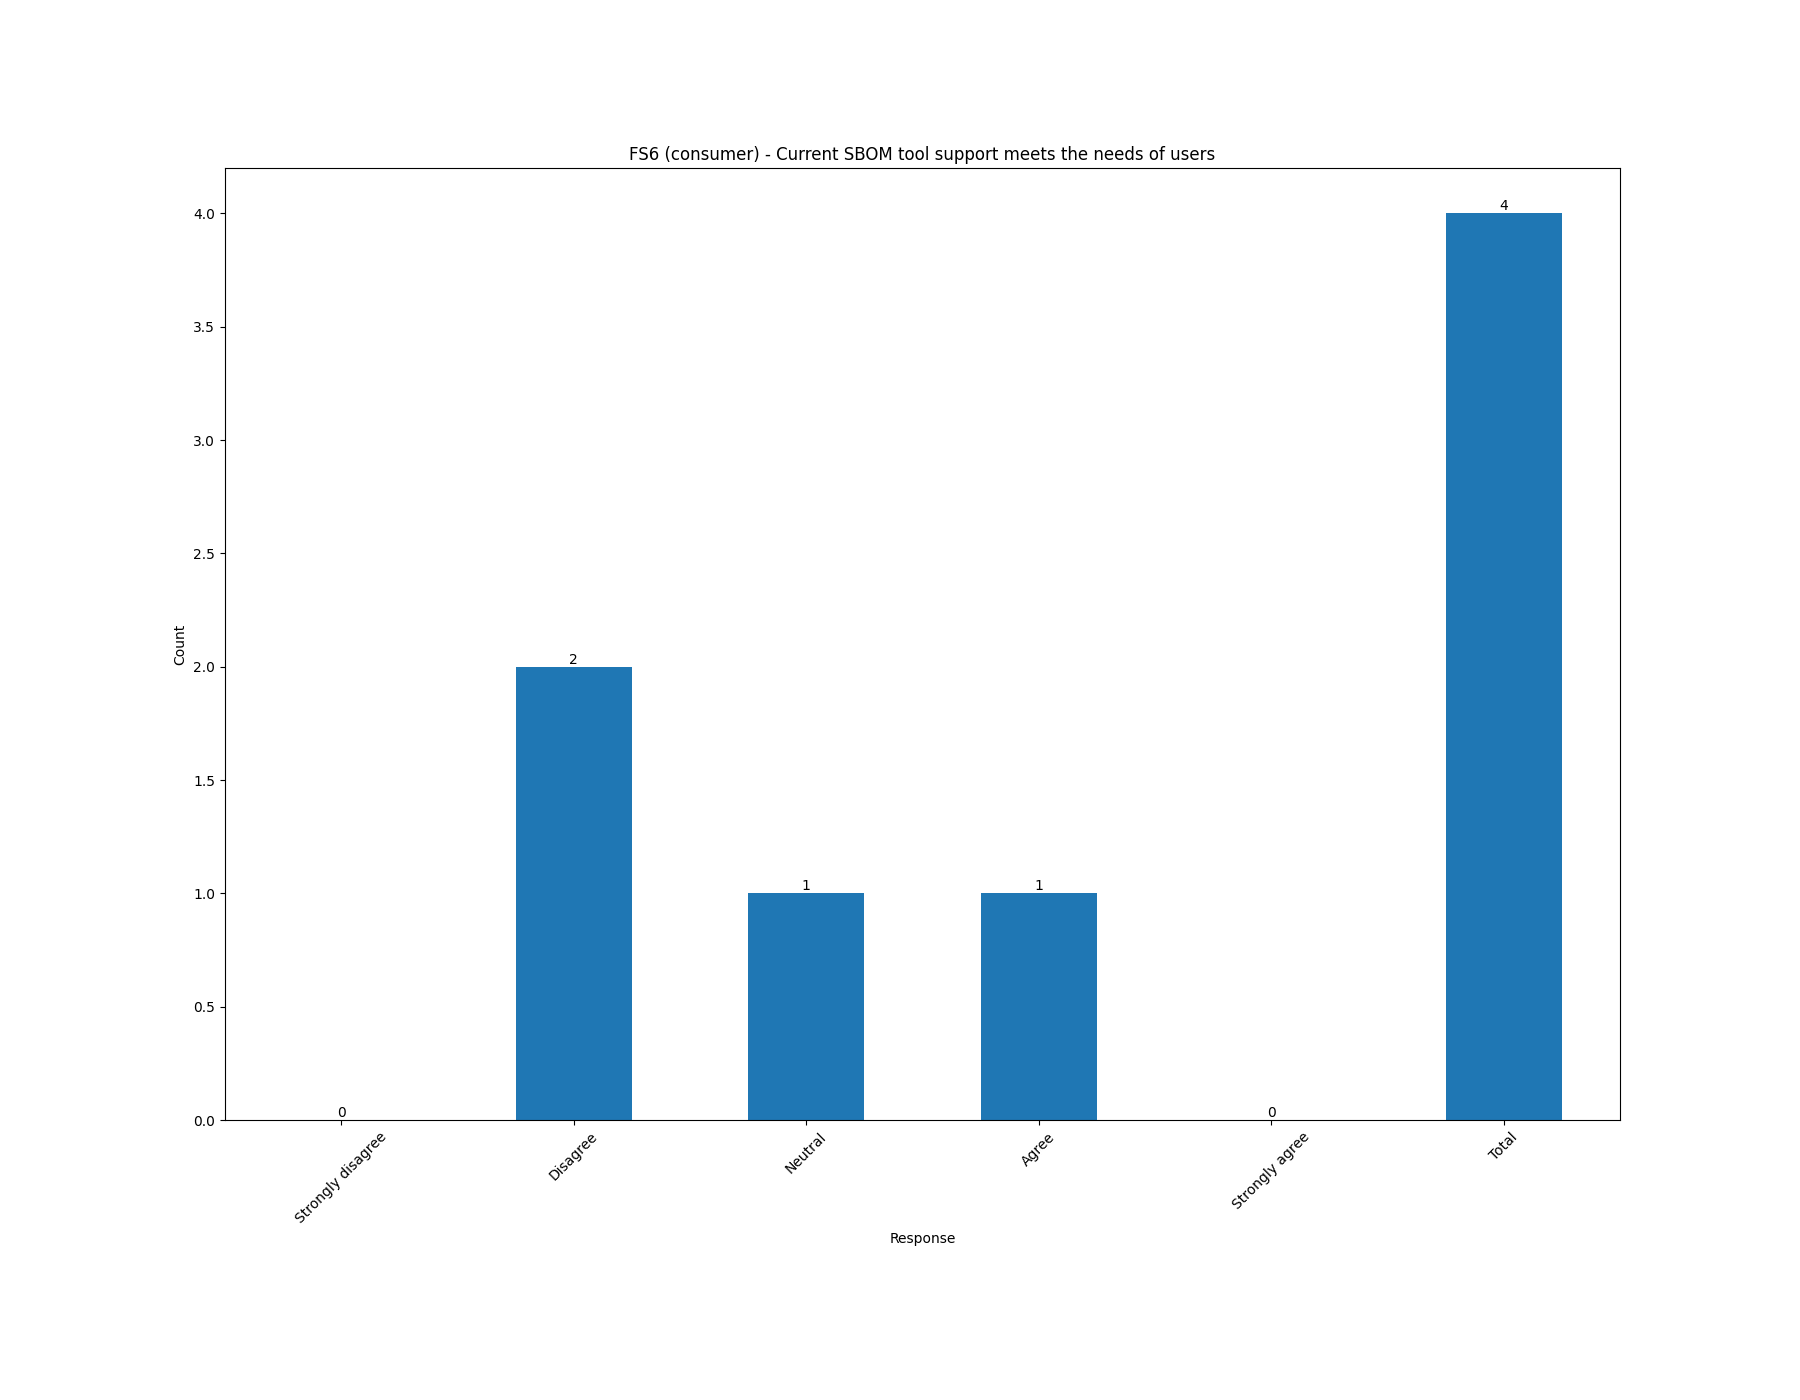 FS6 (consumer) - Current SBOM tool support meets the needs of users
4.0
3.5
3.0
2.5
2.0
1.5
1.0
0.5
0.0
Count
0
2
1
1
0
4
Strongly disagree
Disagree
Neutral
Agree
Strongly agree
Total
Response